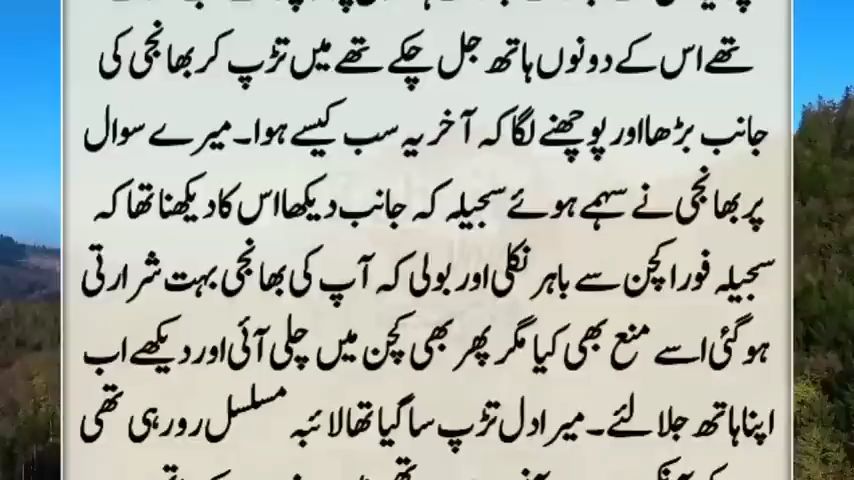 تھے اس کے دونوں ہاتھ جل چکے تھے میں تڑپ کر بھانجی کی
جانب بڑھا اور پوچھنے لگا کہ آخر یہ سب کیسے ہوا۔ میرے سوال
پر بھانجی نے سہمے ہوئے سجیلہ کہ جانب دیکھا اس کا دیکھنا تھا کہ
سجیلہ فورا کچن سے باہر نکلی اور بولی کہ آپ کی بھانجی بہت شرارتی
ہو گئی اسے منع بھی کیا مگر پھر بھی کچن میں چلی آئی اور دیکھے اب
اپنا ہاتھ جلا لئے۔ میرا دل تڑپ سا گیا تھا لائبہ مسلسل رو رہی تھی